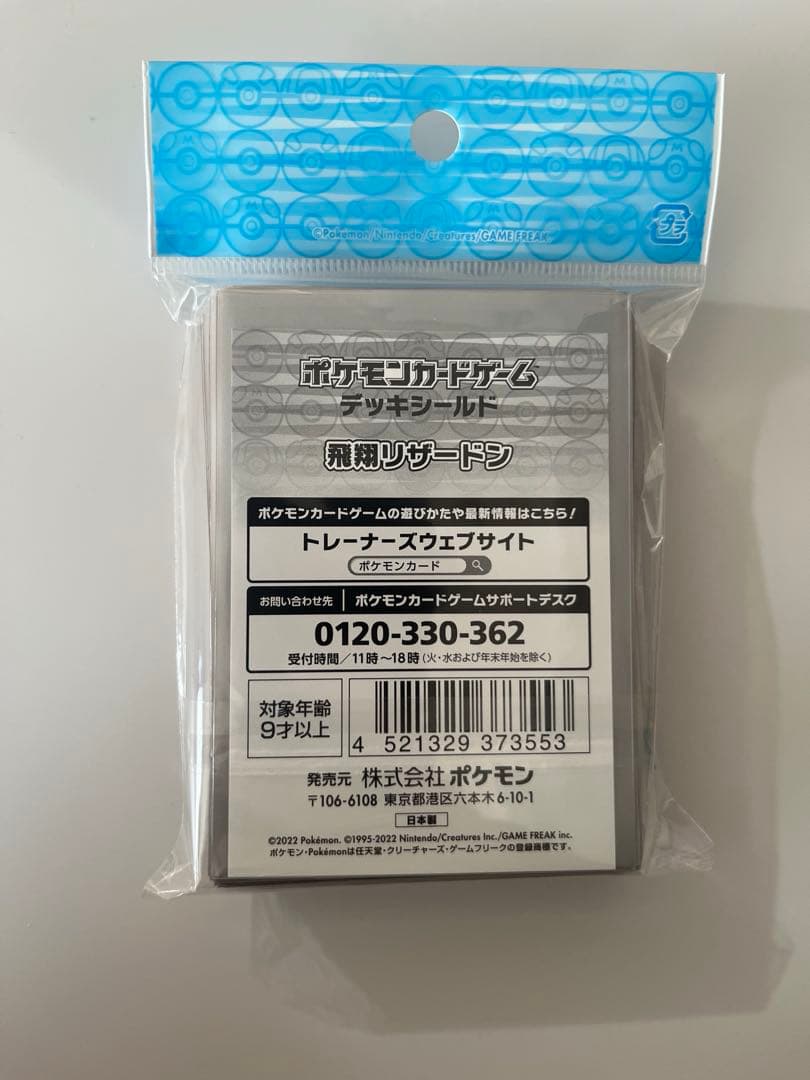 ©Pokémon/Nintendo/Creatures/GAME FREAK
プラ
ポケモンカードゲーム
デッキシールド
飛翔リザードン
ポケモンカードゲームの遊びかたや最新情報はこちら！
トレーナーズウェブサイト
ポケモンカード
お問い合わせ先 ポケモンカードゲームサポートデスク
0120-330-362
受付時間／11時～18時（火・水および年末年始を除く）
対象年齢
9才以上
4 521329 373553
発売元 株式会社ポケモン
〒106-6108 東京都港区六本木6-10-1
日本製
©2022 Pokémon. ©1995-2022 Nintendo/Creatures Inc./GAME FREAK inc.
ポケモン・Pokémonは任天堂・クリーチャーズ・ゲームフリークの登録商標です。